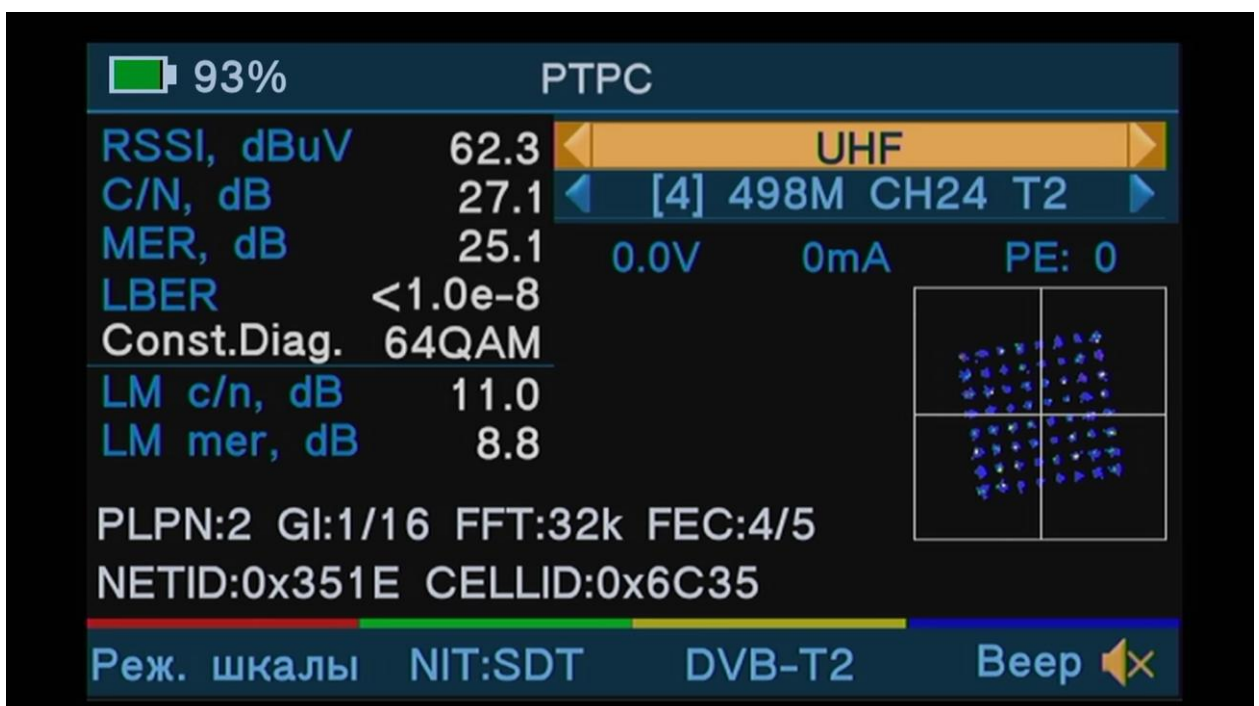 93% PTPC
RSSI, dBuV 62.3 UHF
C/N, dB 27.1 [4] 498M CH24 T2
MER, dB 25.1 0.0V 0mA PE: 0
LBER <1.0e-8
Const.Diag. 64QAM
LM c/n, dB 11.0
LM mer, dB 8.8
PLPN:2 GI:1/16 FFT:32k FEC:4/5
NETID:0x351E CELLID:0x6C35
Реж. шкалы NIT:SDT DVB-T2 Beep